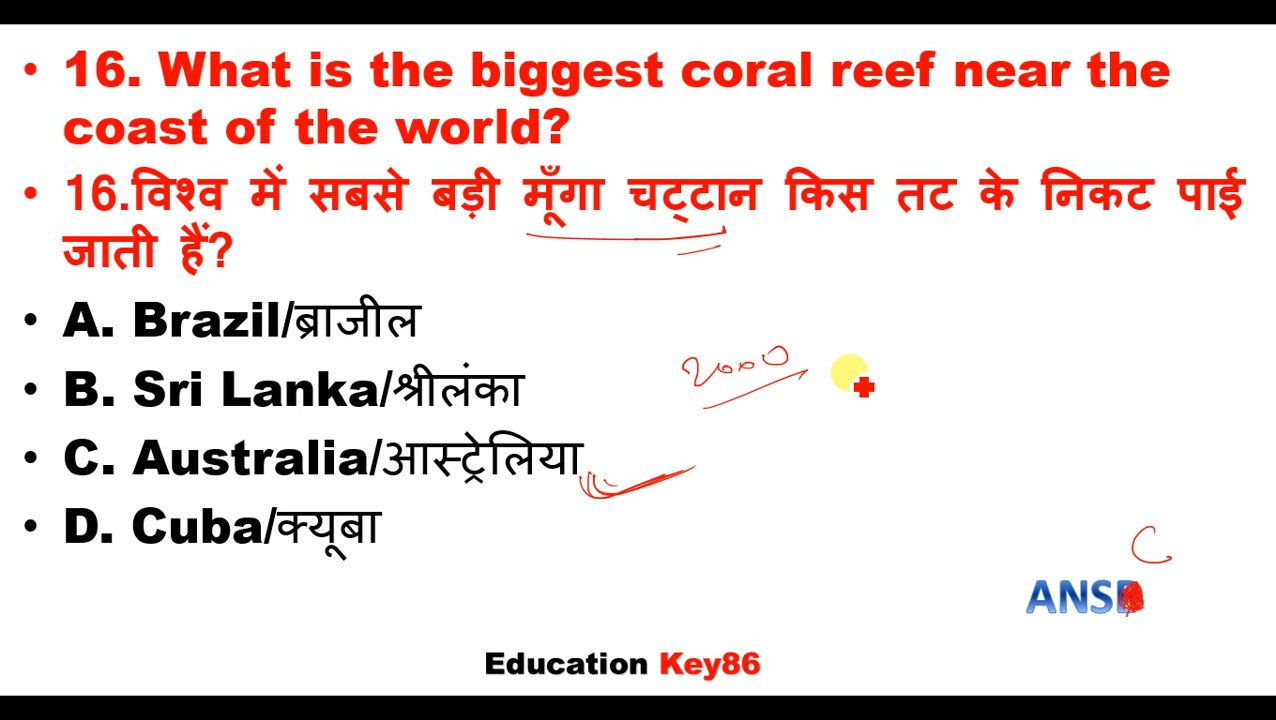 • 16. What is the biggest coral reef near the
coast of the world?
• 16.विश्व में सबसे बड़ी मूँगा चट्टान किस तट के निकट पाई
जाती हैं?
• A. Brazil/ब्राजील
2000
• B. Sri Lanka/श्रीलंका
• C. Australia/आस्ट्रेलिया
• D. Cuba/क्यूबा
C
ANS
Education Key86